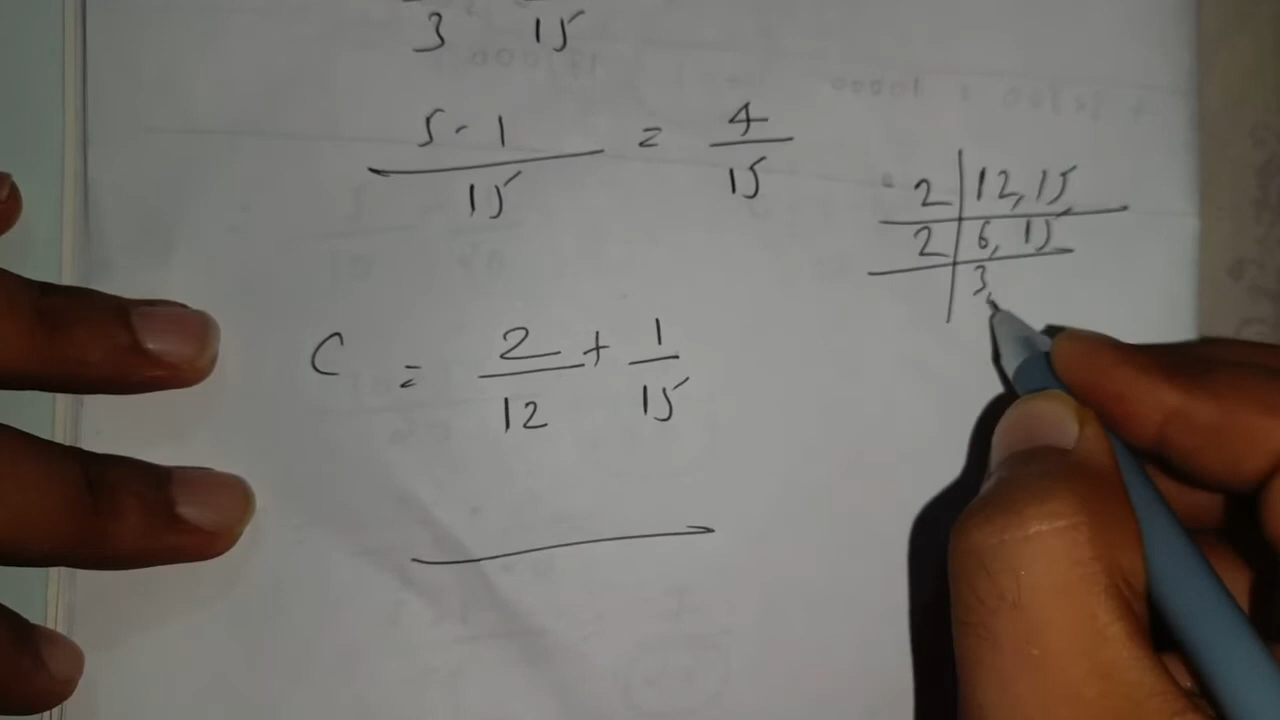 3 15
5 - 1 = 4
15 15
2 | 12, 15
2 | 6, 15
3,
C = 2 + 1
12 15